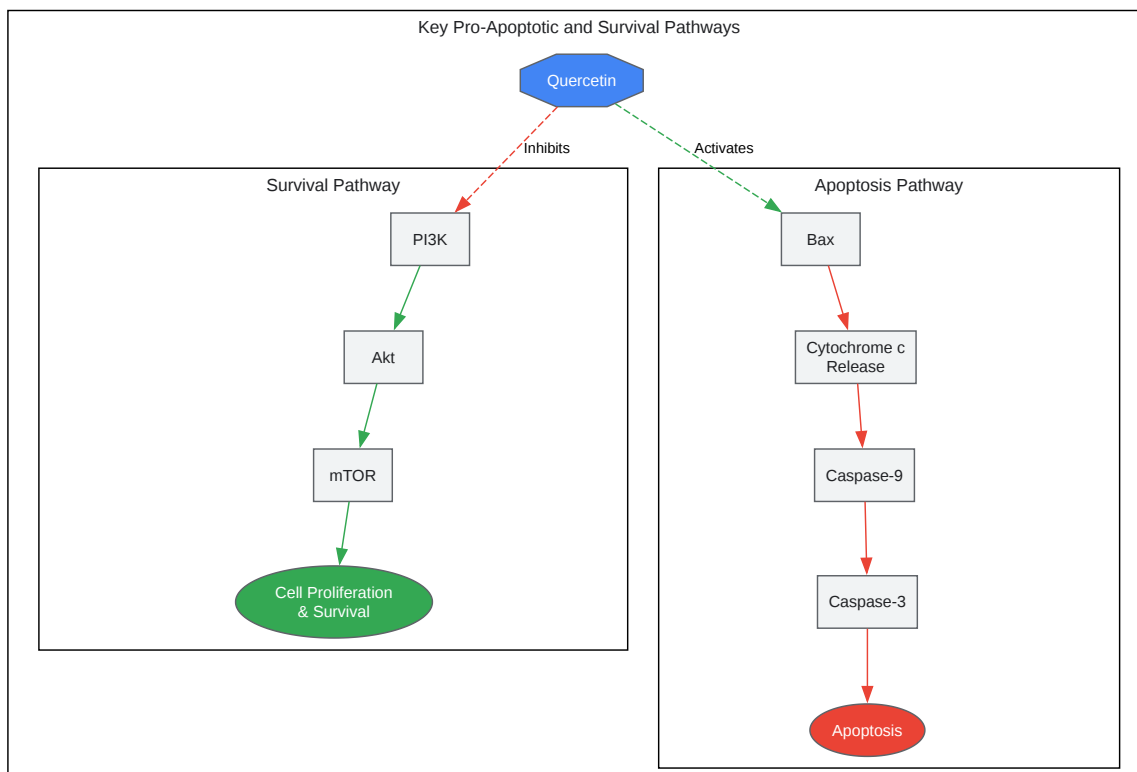 Key Pro-Apoptotic and Survival Pathways
Quercetin
Inhibits
Activates
Survival Pathway
PI3K
Akt
mTOR
Cell Proliferation
& Survival
Apoptosis Pathway
Bax
Cytochrome c
Release
Caspase-9
Caspase-3
Apoptosis